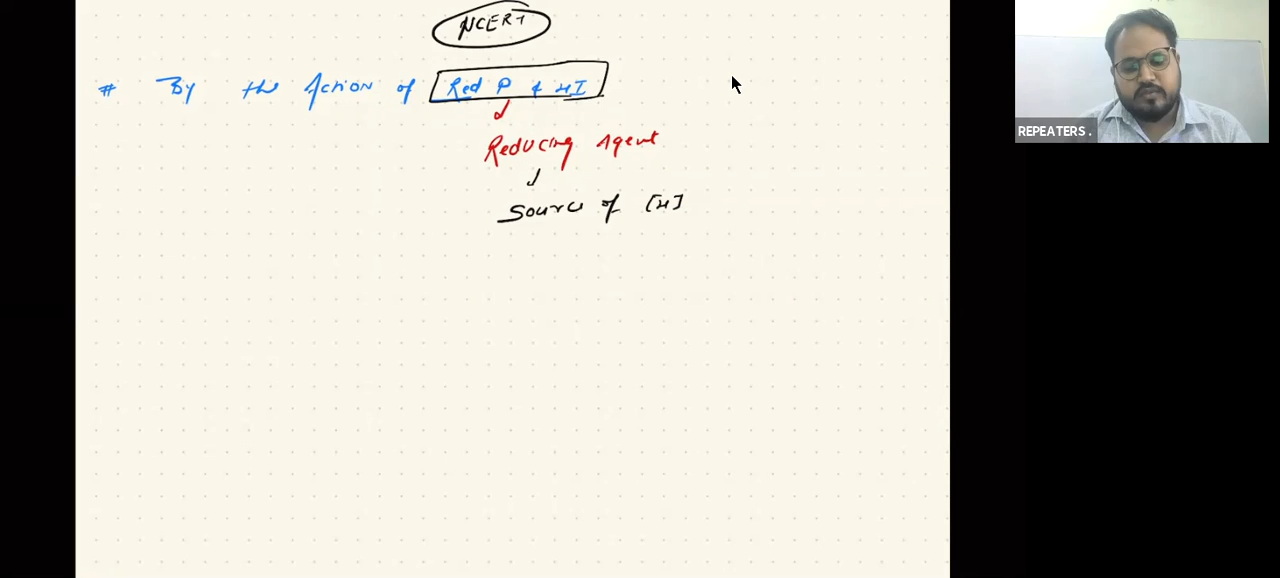 NCERT
# By the Action of Red P & HI
Reducing Agent
Source of [H]
REPEATERS .